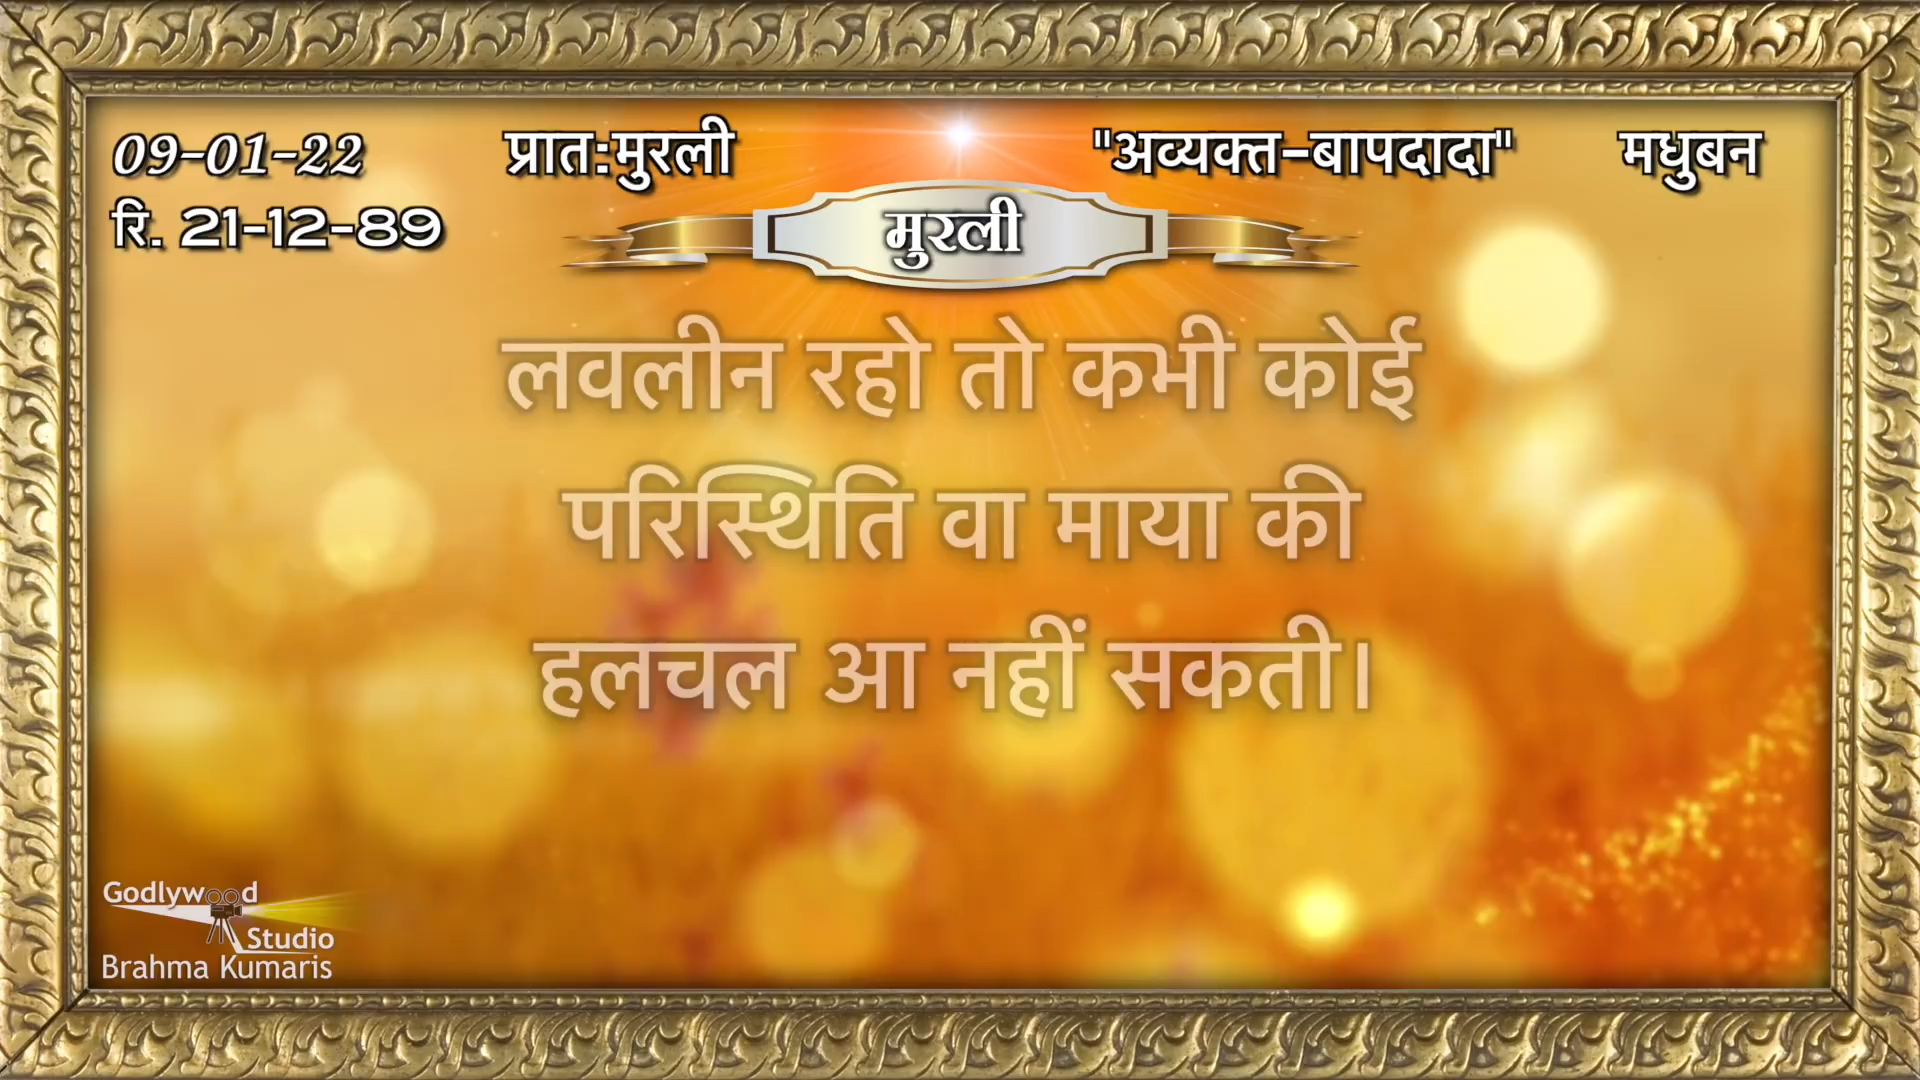 09-01-22 प्रात:मुरली "अव्यक्त-बापदादा" मधुबन
रि. 21-12-89
मुरली
लवलीन रहो तो कभी कोई
परिस्थिति वा माया की
हलचल आ नहीं सकती।
Godlywood
Studio
Brahma Kumaris